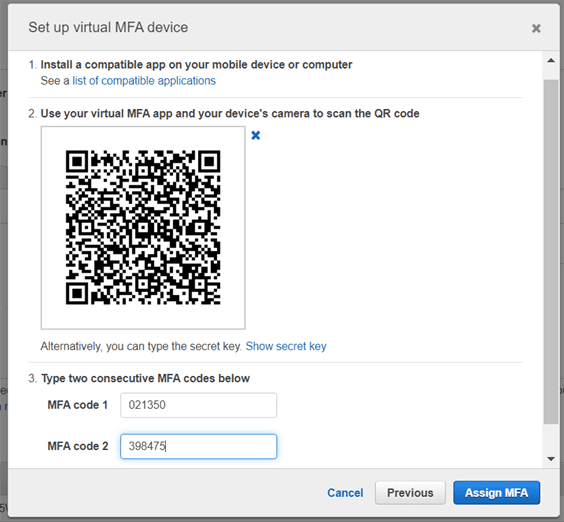 Set up virtual MFA device
1. Install a compatible app on your mobile device or computer
See a list of compatible applications
2. Use your virtual MFA app and your device's camera to scan the QR code
Alternatively, you can type the secret key. Show secret key
3. Type two consecutive MFA codes below
MFA code 1 021350
MFA code 2 398475
Cancel Previous Assign MFA